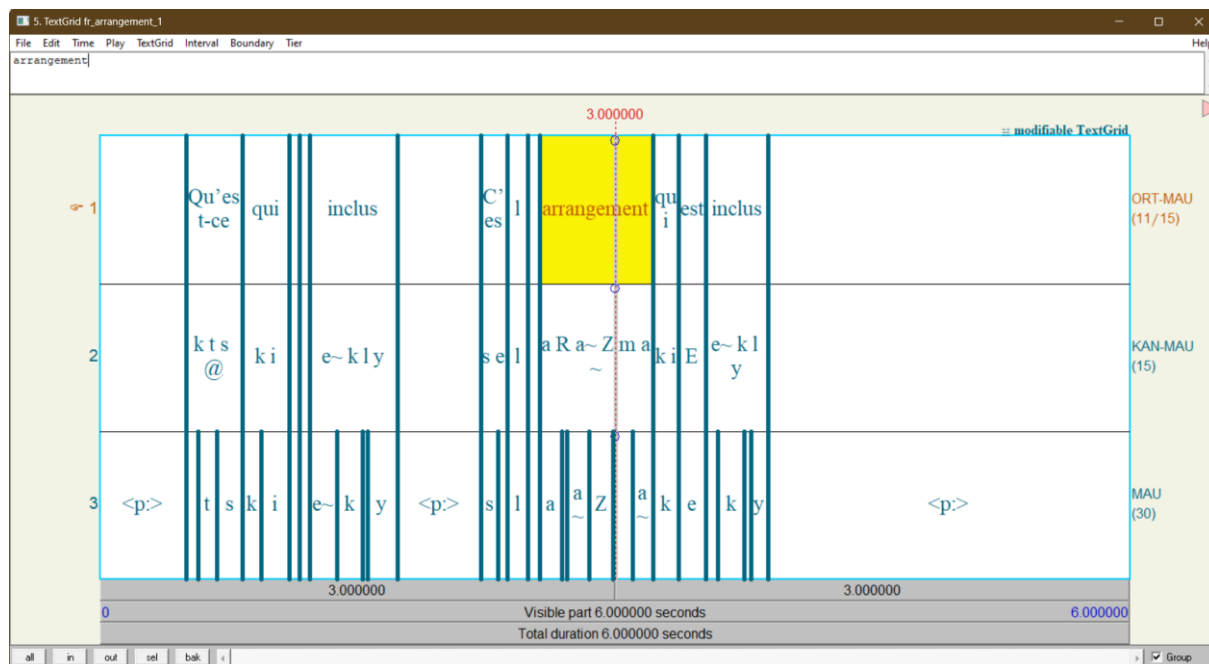 5. TextGrid fr_arrangement_1
File Edit Time Play TextGrid Interval Boundary Tier Help
arrangement
3.000000
modifiable TextGrid
1 Qu'es qui inclus C' l arrangement qu est inclus ORT-MAU
t-ce es i (11/15)
2 k t s k i e~ k l y s e l a R a~ Z m a k i E e~ k l KAN-MAU
@ ~ y (15)
3 <p:> t s k i e~ k y <p:> s l a a Z a k e k y <p:> MAU
~ ~ (30)
3.000000 3.000000
0 Visible part 6.000000 seconds 6.000000
Total duration 6.000000 seconds
all in out sel bak Group